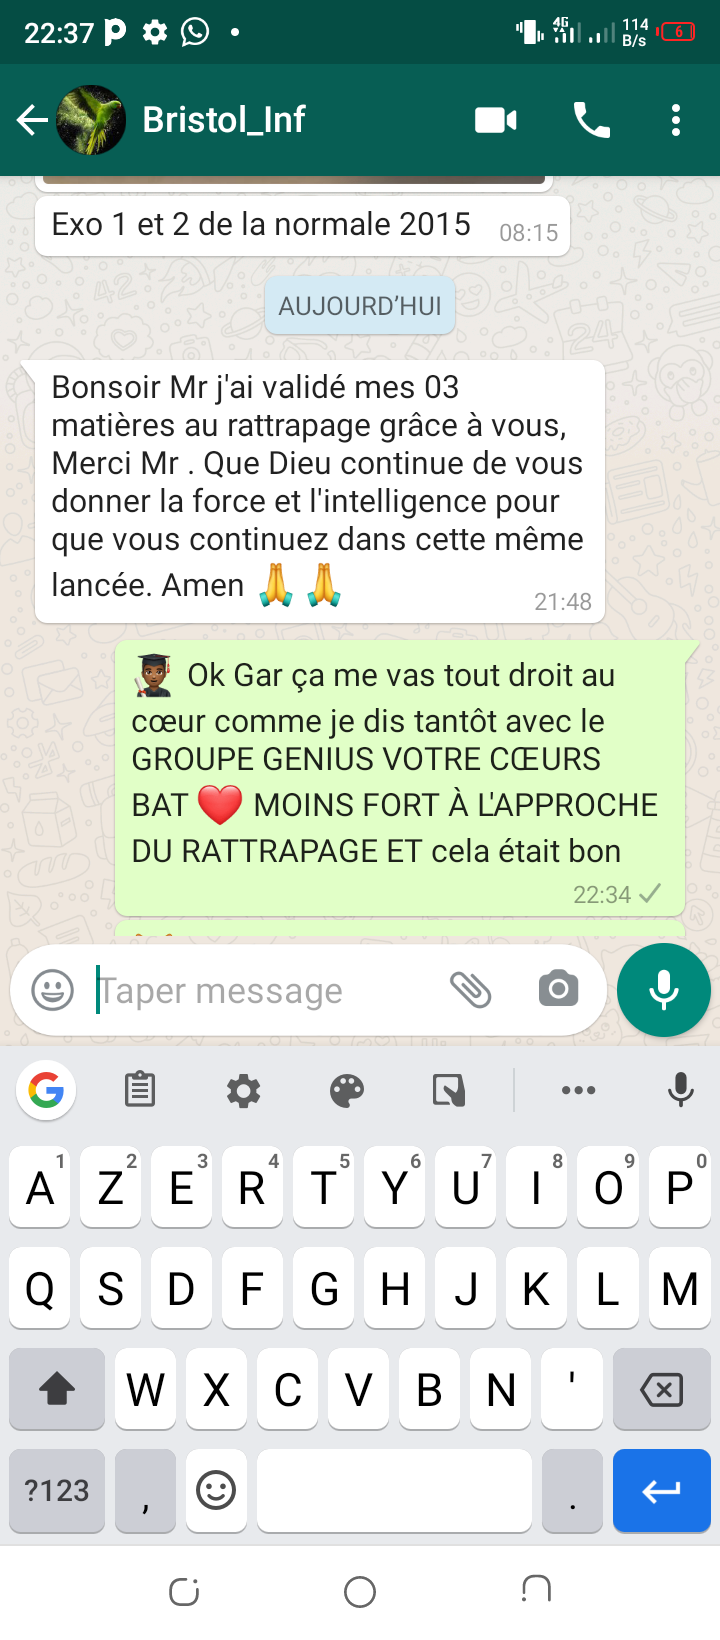 22:37
4G
114 B/s
6
Bristol_Inf
Exo 1 et 2 de la normale 2015
08:15
AUJOURD'HUI
Bonsoir Mr j'ai validé mes 03
matières au rattrapage grâce à vous,
Merci Mr . Que Dieu continue de vous
donner la force et l'intelligence pour
que vous continuez dans cette même
lancée. Amen 🙏 🙏
21:48
👨🏿‍🎓 Ok Gar ça me vas tout droit au
cœur comme je dis tantôt avec le
GROUPE GENIUS VOTRE CŒURS
BAT ❤️ MOINS FORT À L'APPROCHE
DU RATTRAPAGE ET cela était bon
22:34
Taper message
A 1 Z 2 E 3 R 4 T 5 Y 6 U 7 I 8 O 9 P 0
Q S D F G H J K L M
W X C V B N '
?123 , .